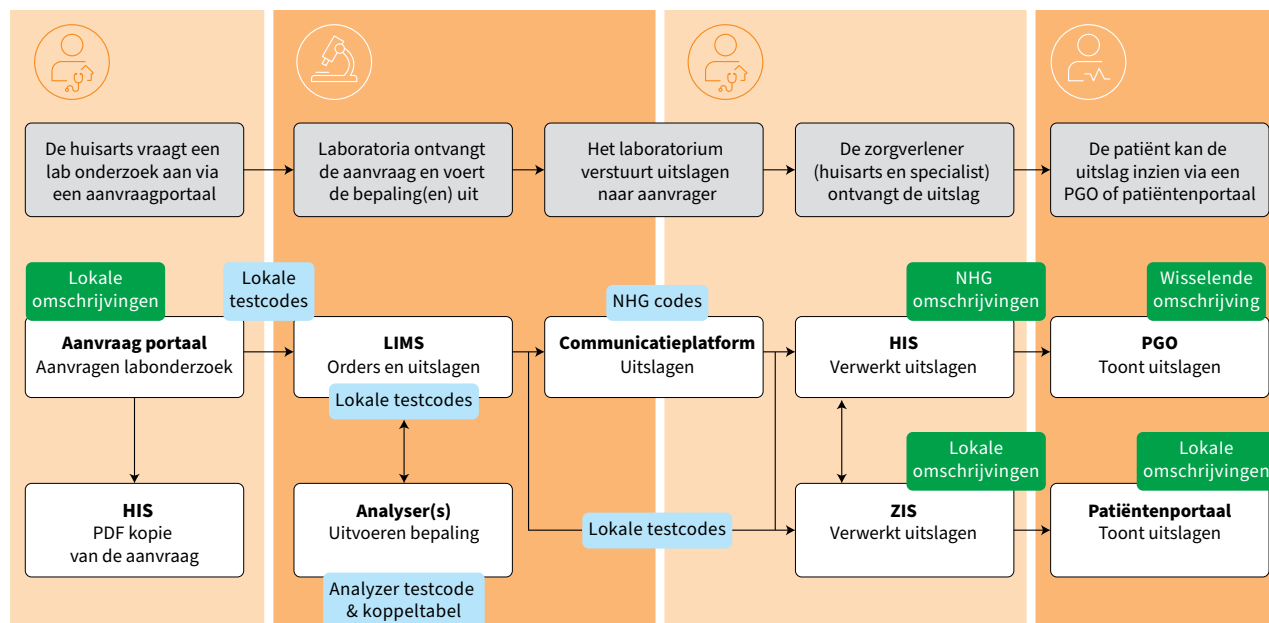 De huisarts vraagt een
lab onderzoek aan via
een aanvraagportaal
Laboratoria ontvangt
de aanvraag en voert
de bepaling(en) uit
Het laboratorium
verstuurt uitslagen
naar aanvrager
De zorgverlener
(huisarts en specialist)
ontvangt de uitslag
De patiënt kan de
uitslag inzien via een
PGO of patiëntenportaal
Lokale
omschrijvingen
Lokale
testcodes
NHG codes
NHG
omschrijvingen
Wisselende
omschrijving
Aanvraag portaal
Aanvragen labonderzoek
LIMS
Orders en uitslagen
Lokale testcodes
Communicatieplatform
Uitslagen
HIS
Verwerkt uitslagen
PGO
Toont uitslagen
Lokale
omschrijvingen
Lokale
omschrijvingen
HIS
PDF kopie
van de aanvraag
Analyser(s)
Uitvoeren bepaling
Analyzer testcode
& koppeltabel
Lokale testcodes
ZIS
Verwerkt uitslagen
Patiëntenportaal
Toont uitslagen